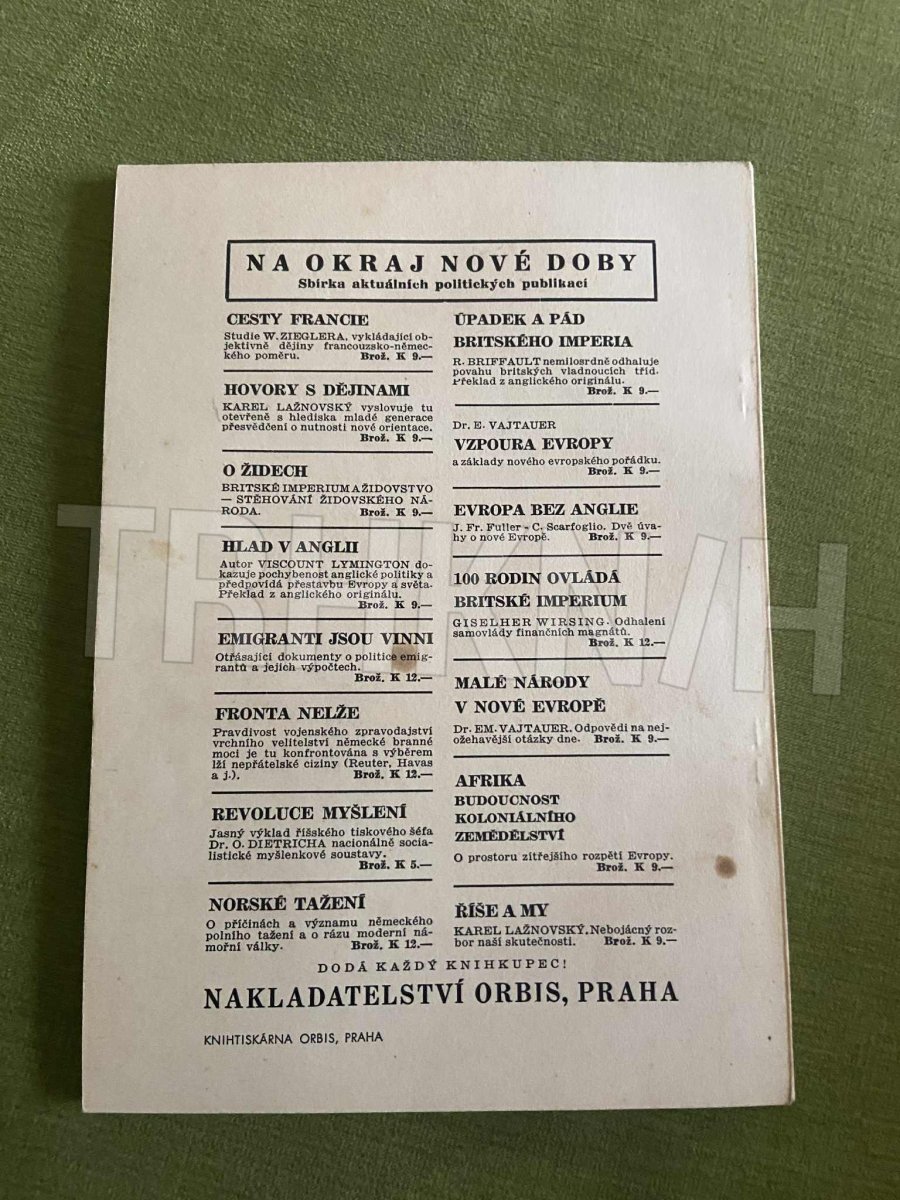 NA OKRAJ NOVÉ DOBY
Sbírka aktuálních politických publikací
CESTY FRANCIE
Studie W. ZIEGLERA, vykládající ob-
jektivně dějiny francouzsko-němec-
kého poměru. Brož. K 9.—
HOVORY S DĚJINAMI
KAREL LAŽNOVSKÝ vyslovuje tu
otevřeně s hlediska mladé generace
přesvědčení o nutnosti nové orientace.
Brož. K 9.—
O ŽIDECH
BRITSKÉ IMPERIUM A ŽIDOVSTVO
— STĚHOVÁNÍ ŽIDOVSKÉHO NÁ-
RODA. Brož. K 9.—
HLAD V ANGLII
Autor VISCOUNT LYMINGTON do-
kazuje pochybenost anglické politiky a
předpovídá přestavbu Evropy a světa.
Překlad z anglického originálu.
Brož. K 9.—
EMIGRANTI JSOU VINNI
Otřásající dokumenty o politice emig-
rantů a jejich výpočtech.
Brož. K 12.—
FRONTA NELŽE
Pravdivost vojenského zpravodajství
vrchního velitelství německé branné
moci je tu konfrontována s výběrem
lží nepřátelské ciziny (Reuter, Havas
a j.). Brož. K 12.—
REVOLUCE MYŠLENÍ
Jasný výklad říšského tiskového šéfa
Dr. O. DIETRICHA nacionálně socia-
listické myšlenkové soustavy.
Brož. K 5.—
NORSKÉ TAŽENÍ
O příčinách a významu německého
polního tažení a o rázu moderní ná-
mořní války. Brož. K 12.—
ÚPADEK A PÁD
BRITSKÉHO IMPERIA
R. BRIFFAULT nemilosrdně odhaluje
povahu britských vladnoucích tříd.
Překlad z anglického originálu.
Brož. K 9.—
Dr. E. VAJTAUER
VZPOURA EVROPY
a základy nového evropského pořádku.
Brož. K 9.—
EVROPA BEZ ANGLIE
J. Fr. Fuller - C. Scarfoglio. Dvě úva-
hy o nové Evropě. Brož. K 9.—
100 RODIN OVLÁDÁ
BRITSKÉ IMPERIUM
GISELHER WIRSING. Odhalení
samovlády finančních magnátů.
Brož. K 12.—
MALÉ NÁRODY
V NOVÉ EVROPĚ
Dr. EM. VAJTAUER. Odpovědi na nej-
ožehavější otázky dne. Brož. K 9.—
AFRIKA
BUDOUCNOST
KOLONIÁLNÍHO
ZEMĚDĚLSTVÍ
O prostoru zítřejšího rozpětí Evropy.
Brož. K 9.—
ŘÍŠE A MY
KAREL LAŽNOVSKÝ. Nebojácný roz-
bor naší skutečnosti. Brož. K 9.—
DODÁ KAŽDÝ KNIHKUPEC!
NAKLADATELSTVÍ ORBIS, PRAHA
KNIHTISKÁRNA ORBIS, PRAHA